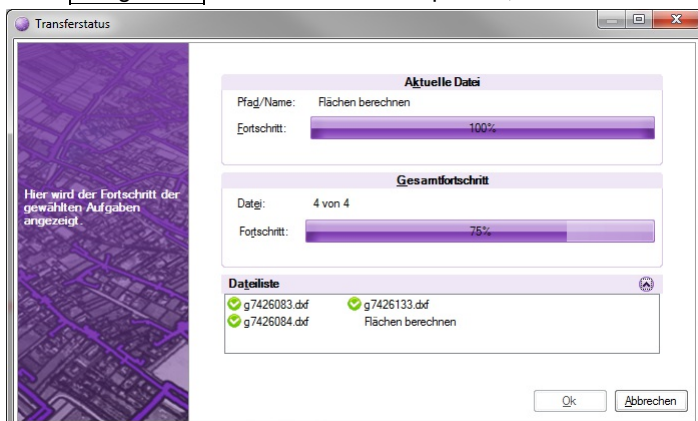 Transferstatus
Aktuelle Datei
Pfad/Name: Flächen berechnen
Fortschritt: 100%
Hier wird der Fortschritt der
gewählten Aufgaben
angezeigt.
Gesamtfortschritt
Datei: 4 von 4
Fortschritt: 75%
Dateiliste
g7426083.dxf g7426133.dxf
g7426084.dxf Flächen berechnen
Ok Abbrechen